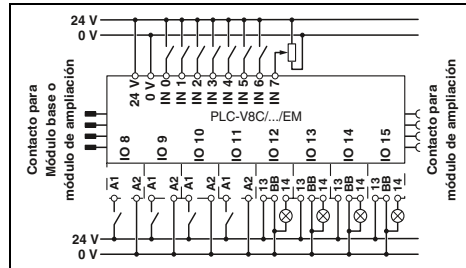 24 V
0 V
24 V
0 V
IN 0
IN 1
IN 2
IN 3
IN 4
IN 5
IN 6
IN 7
PLC-V8C/.../EM
Contacto para
Módulo base o
módulo de ampliación
Contacto para
módulo de ampliación
IO 8
IO 9
IO 10
IO 11
IO 12
IO 13
IO 14
IO 15
A1
A2
A1
A2
A1
A2
A1
A2
13
BB
14
13
BB
14
13
BB
14
13
BB
14
24 V
0 V